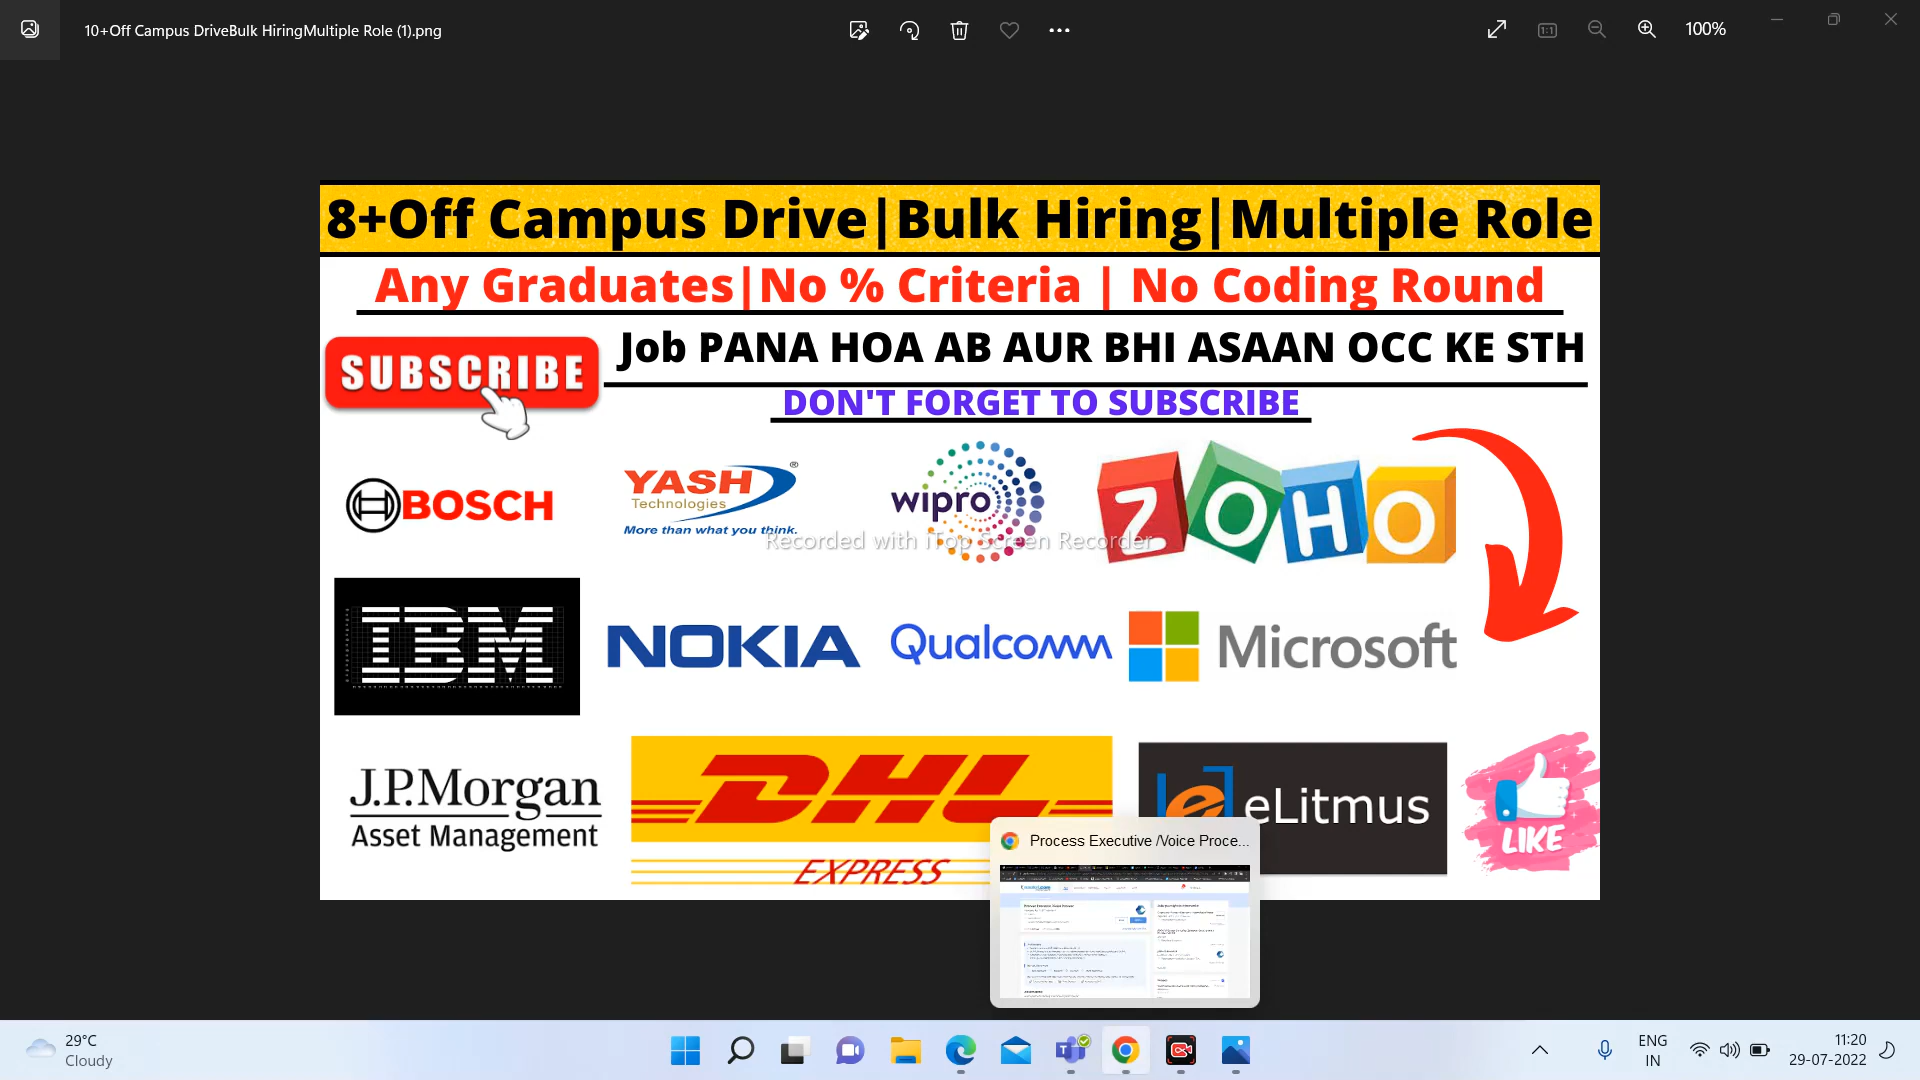 10+Off Campus DriveBulk HiringMultiple Role (1).png
100%
8+Off Campus Drive|Bulk Hiring|Multiple Role
Any Graduates|No % Criteria | No Coding Round
Job PANA HOA AB AUR BHI ASAAN OCC KE STH
SUBSCRIBE
DON'T FORGET TO SUBSCRIBE
BOSCH
YASH
Technologies
More than what you think.
wipro
ZOHO
Recorded with iTop Screen Recorder
IBM
NOKIA
Qualcomm
Microsoft
J.P.Morgan
Asset Management
DHL
EXPRESS
eLitmus
LIKE
Process Executive /Voice Proce...
29°C
Cloudy
ENG
IN
11:20
29-07-2022